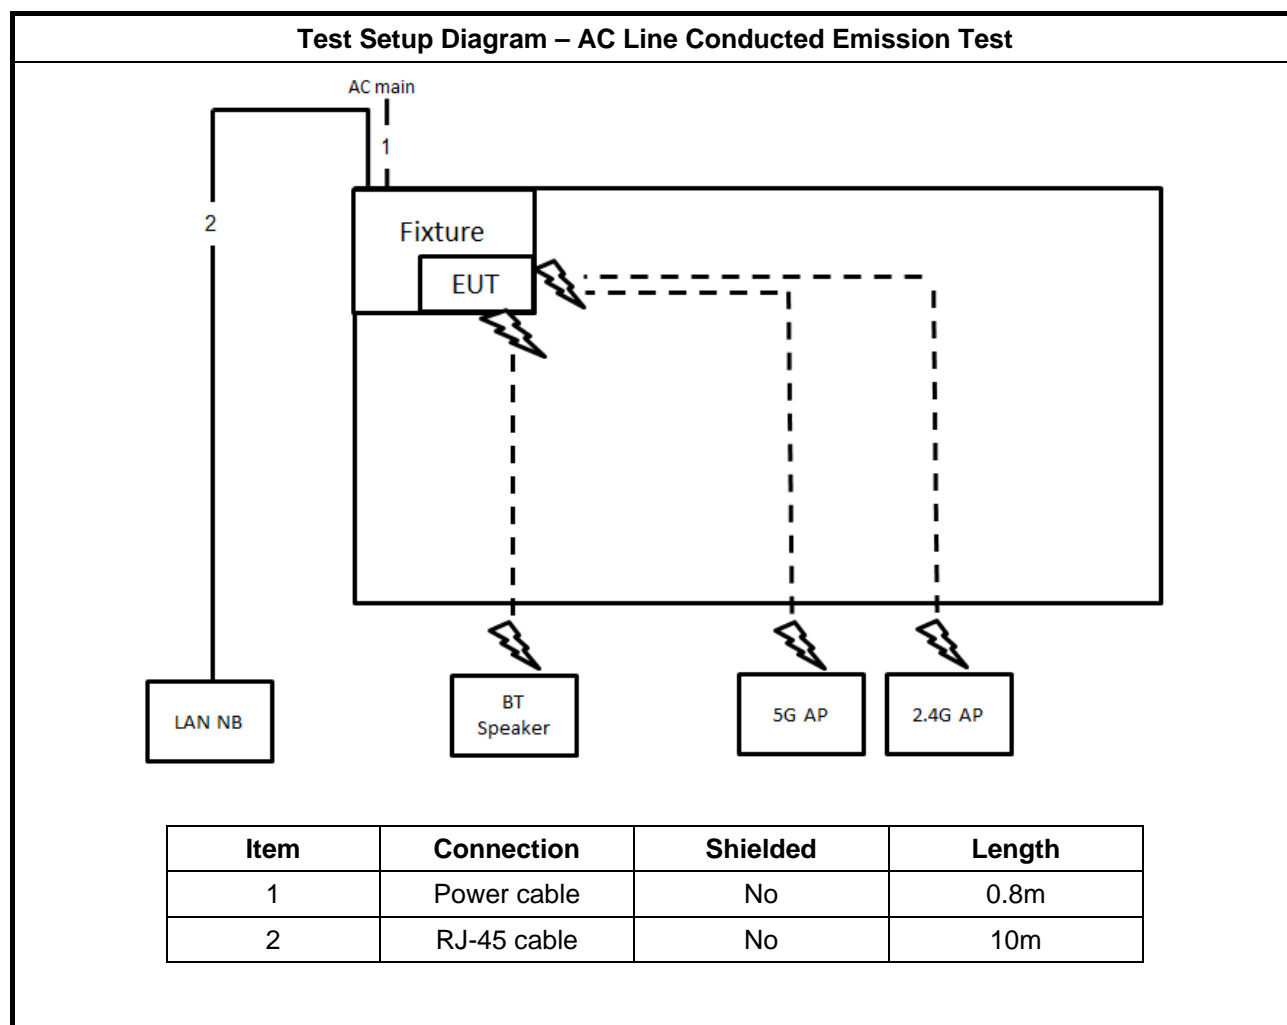 Test Setup Diagram – AC Line Conducted Emission Test
AC main
1
2
Fixture
EUT
LAN NB
BT
Speaker
5G AP
2.4G AP
Item Connection Shielded Length
1 Power cable No 0.8m
2 RJ-45 cable No 10m